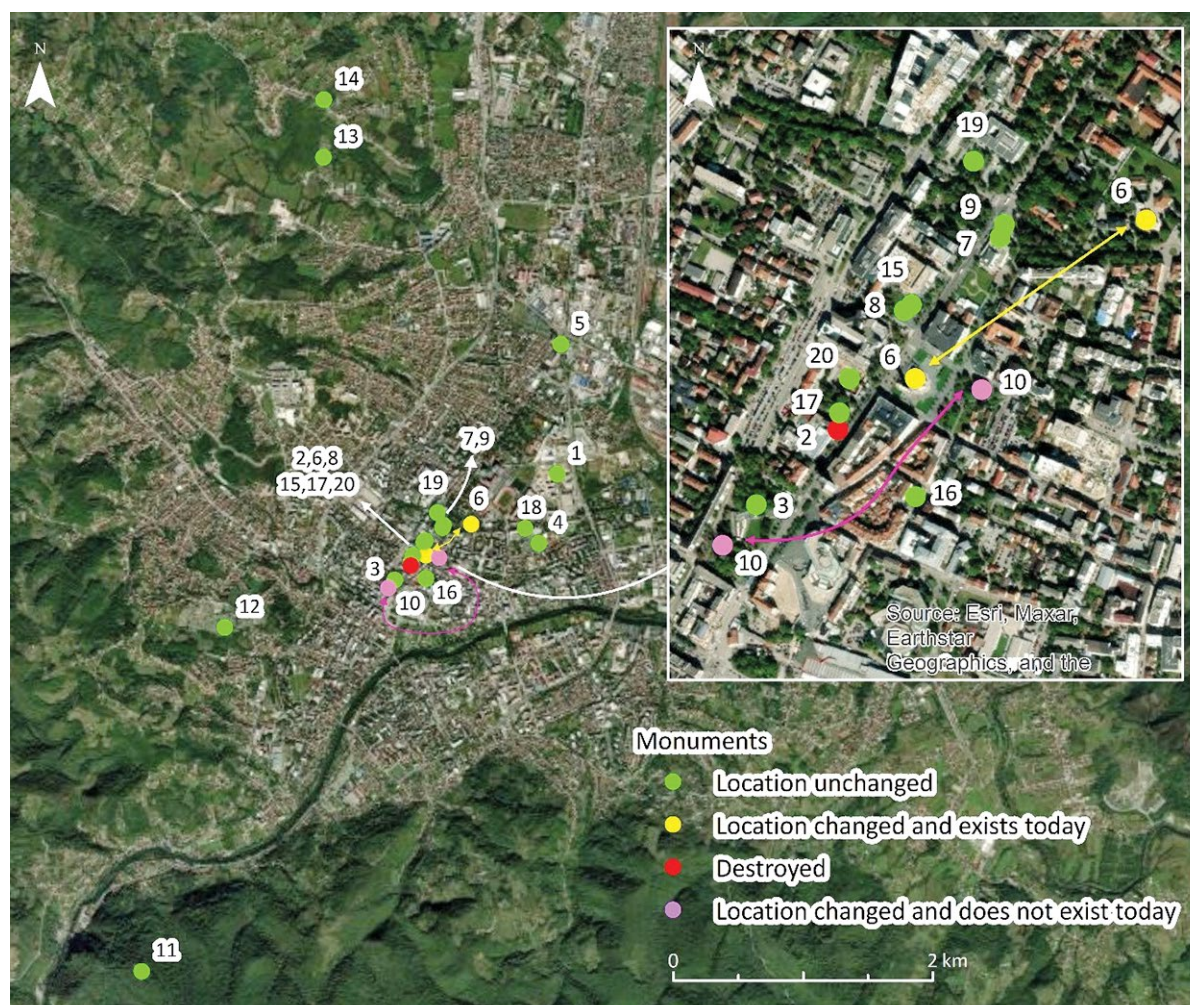 N
14
13
5
1
7,9
2,6,8
15,17,20
19
6
18
4
3
10
16
12
11
N
19
6
9
7
15
8
6
20
10
17
2
3
16
10
Source: Esri, Maxar,
Earthstar
Geographics, and the
Monuments
Location unchanged
Location changed and exists today
Destroyed
Location changed and does not exist today
0
2 km